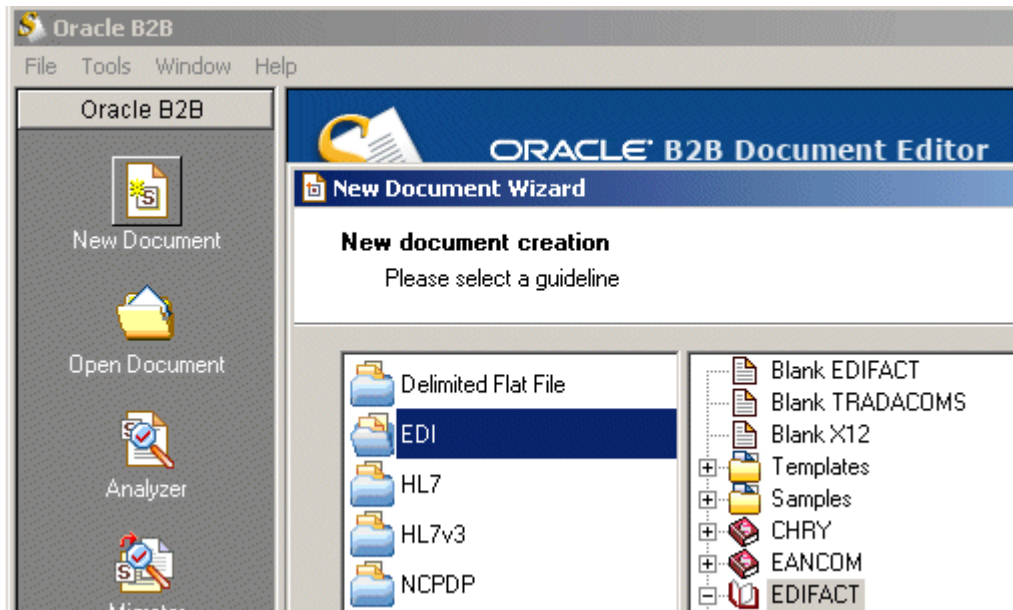 Oracle B2B
File Tools Window Help
Oracle B2B
New Document
Open Document
Analyzer
ORACLE' B2B Document Editor
New Document Wizard
New document creation
Please select a guideline
Delimited Flat File
EDI
HL7
HL7v3
NCPDP
Blank EDIFACT
Blank TRADACOMS
Blank X12
Templates
Samples
CHRY
EANCOM
EDIFACT